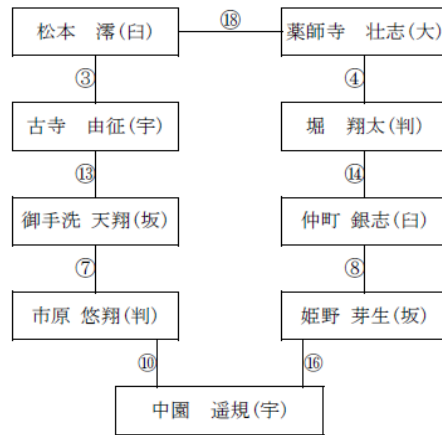 松本 澪(臼) ⑱ 薬師寺 壮志(大)
③ ④
古寺 由征(宇) 堀 翔太(判)
⑬ ⑭
御手洗 天翔(坂) 仲町 銀志(臼)
⑦ ⑧
市原 悠翔(判) 姫野 芽生(坂)
⑩ ⑯
中園 遥規(宇)